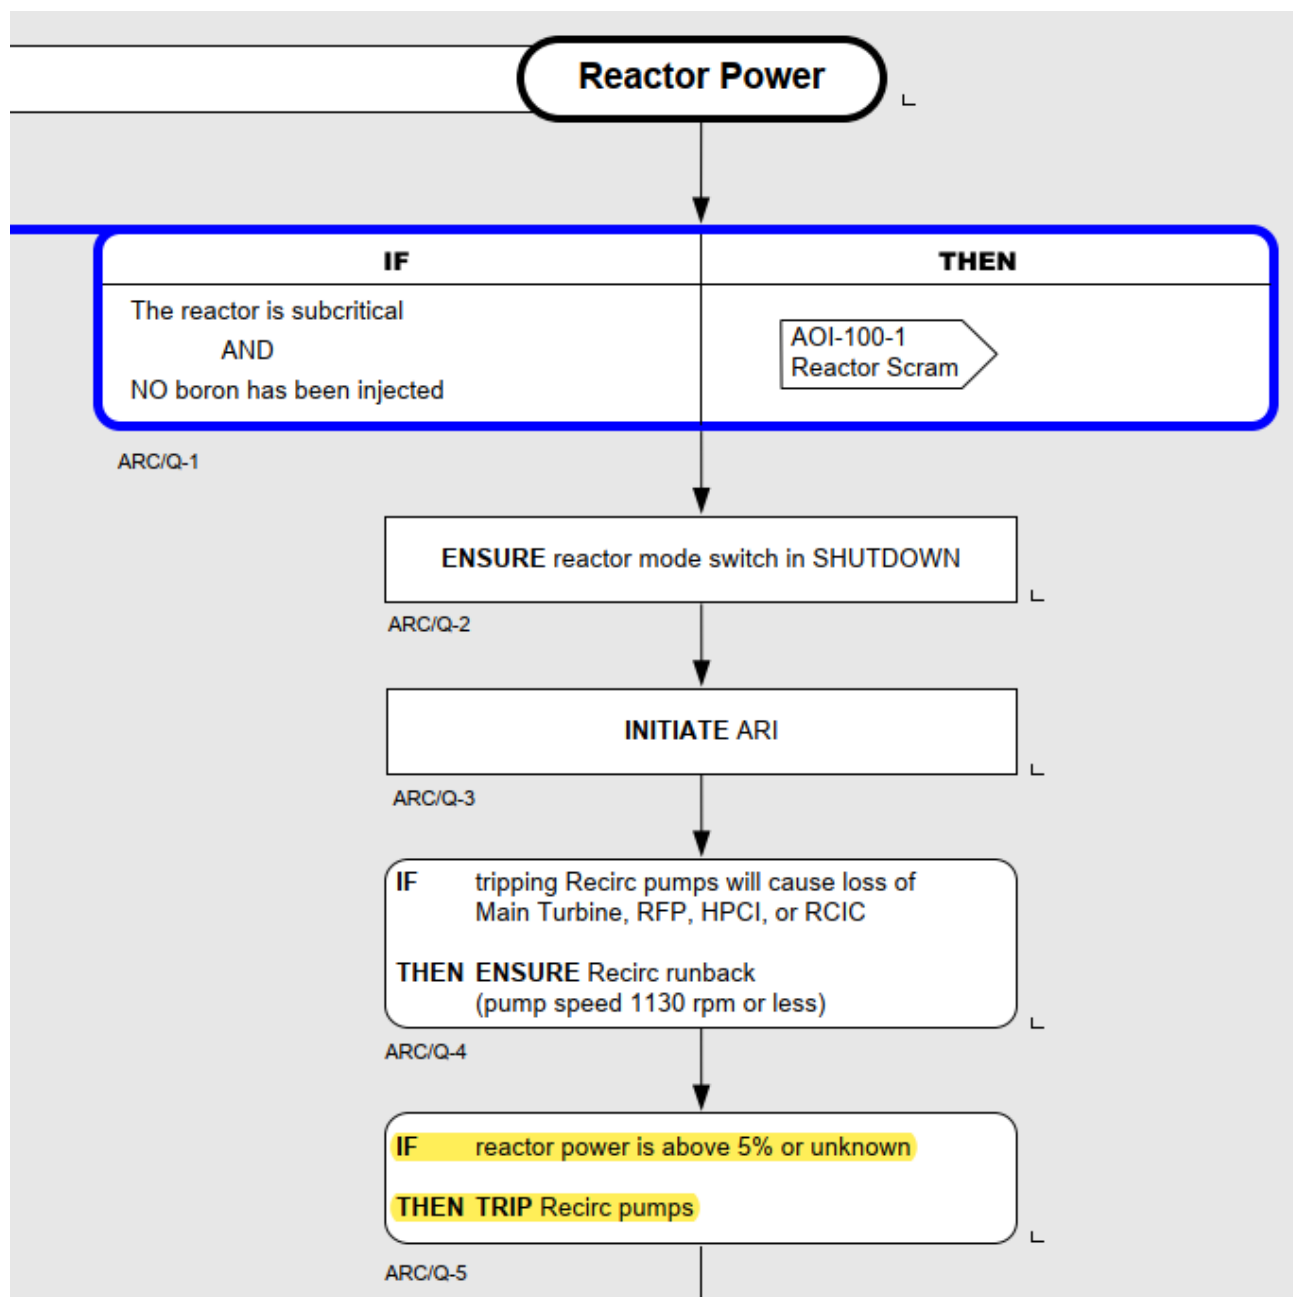 Reactor Power
IF
THEN
The reactor is subcritical
AND
NO boron has been injected
AOI-100-1
Reactor Scram
ARC/Q-1
ENSURE reactor mode switch in SHUTDOWN
ARC/Q-2
INITIATE ARI
ARC/Q-3
IF tripping Recirc pumps will cause loss of
Main Turbine, RFP, HPCI, or RCIC
THEN ENSURE Recirc runback
(pump speed 1130 rpm or less)
ARC/Q-4
IF reactor power is above 5% or unknown
THEN TRIP Recirc pumps
ARC/Q-5